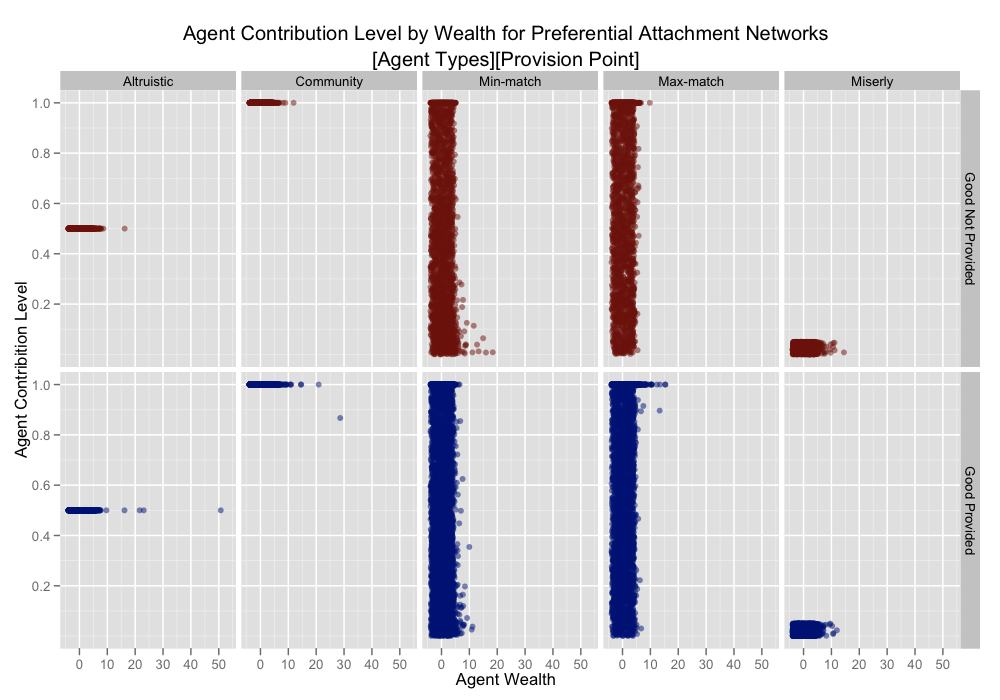 Agent Contribution Level by Wealth for Preferential Attachment Networks
[Agent Types][Provision Point]
Altruistic Community Min-match Max-match Miserly
1.0
0.8
0.6
0.4
0.2
Good Not Provided
1.0
0.8
0.6
0.4
0.2
Good Provided
Agent Contribition Level
0 10 20 30 40 50 0 10 20 30 40 50 0 10 20 30 40 50 0 10 20 30 40 50 0 10 20 30 40 50
Agent Wealth